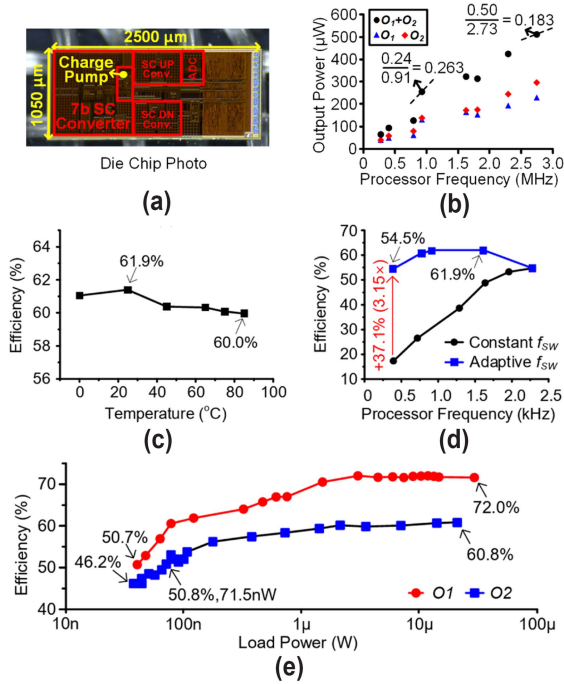 2500 µm
1050 µm
Charge
Pump
SC UP
Conv.
ADC
7b SC
Converter
SC DN
Conv.
Die Chip Photo
(a)
Output Power (µW)
600
500
400
300
200
100
0
O1+O2
O1 O2
0.24
0.91
=0.263
0.50
2.73
=0.183
0.0 0.5 1.0 1.5 2.0 2.5 3.0
Processor Frequency (MHz)
(b)
Efficiency (%)
64
62
60
58
56
61.9%
60.0%
0 20 40 60 80 100
Temperature (oC)
(c)
Efficiency (%)
70
60
50
40
30
20
10
54.5%
61.9%
+37.1% (3.15×)
Constant fSW
Adaptive fSW
0.0 0.5 1.0 1.5 2.0 2.5
Processor Frequency (kHz)
(d)
Efficiency (%)
70
60
50
40
50.7%
46.2%
50.8%,71.5nW
72.0%
60.8%
O1 O2
10n 100n 1µ 10µ 100µ
Load Power (W)
(e)